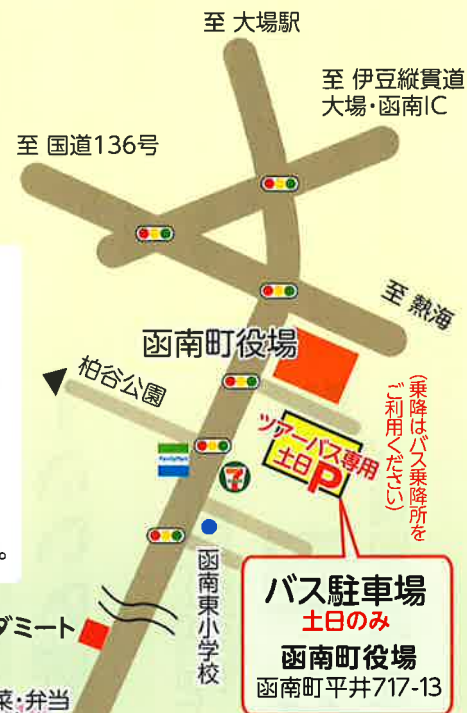 至 大場駅
至 伊豆縦貫道
大場・函南IC
至 国道136号
至 熱海
函南町役場
柏谷公園
(乗降はバス乗降所を
ご利用ください)
ツアーバス専用
土日P
FamilyMart
7
函南東小学校
。
ダミート
菜・弁当
バス駐車場
土日のみ
函南町役場
函南町平井717-13